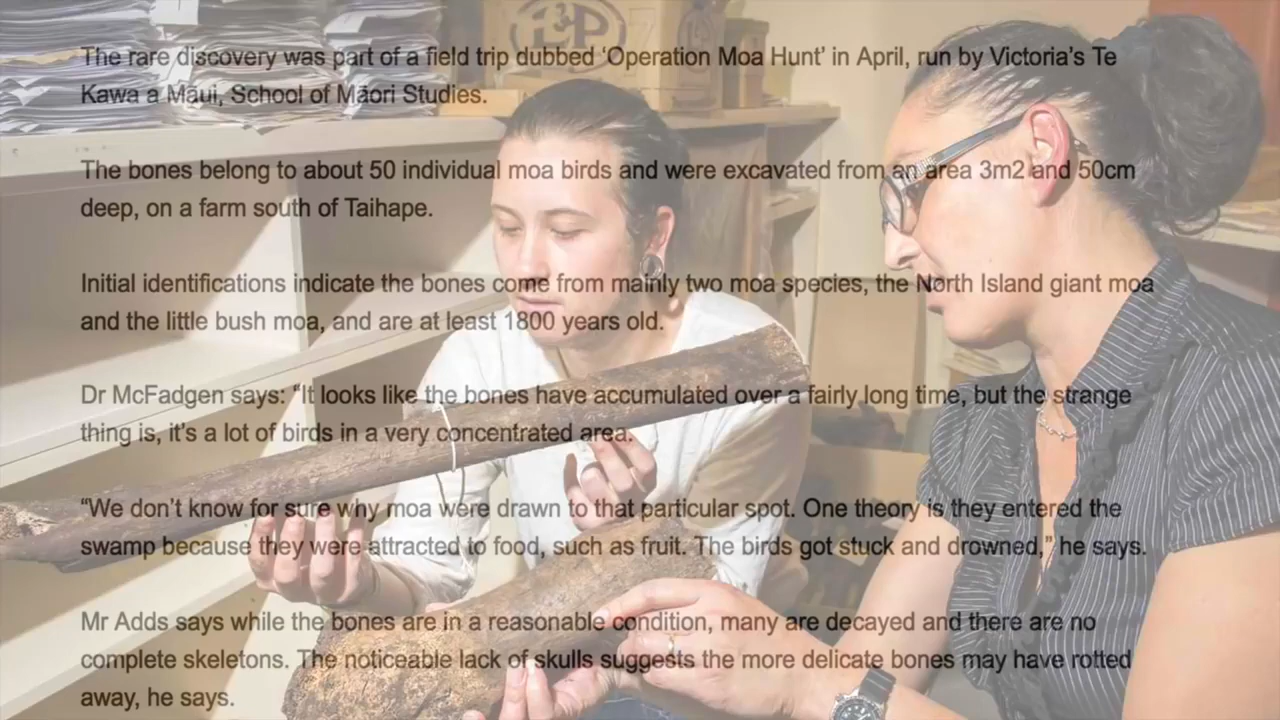 The rare discovery was part of a field trip dubbed ‘Operation Moa Hunt’ in April, run by Victoria’s Te
Kawa a Māui, School of Māori Studies.
The bones belong to about 50 individual moa birds and were excavated from an area 3m2 and 50cm
deep, on a farm south of Taihape.
Initial identifications indicate the bones come from mainly two moa species, the North Island giant moa
and the little bush moa, and are at least 1800 years old.
Dr McFadgen says: “It looks like the bones have accumulated over a fairly long time, but the strange
thing is, it's a lot of birds in a very concentrated area.
“We don’t know for sure why moa were drawn to that particular spot. One theory is they entered the
swamp because they were attracted to food, such as fruit. The birds got stuck and drowned,” he says.
Mr Adds says while the bones are in a reasonable condition, many are decayed and there are no
complete skeletons. The noticeable lack of skulls suggests the more delicate bones may have rotted
away, he says.